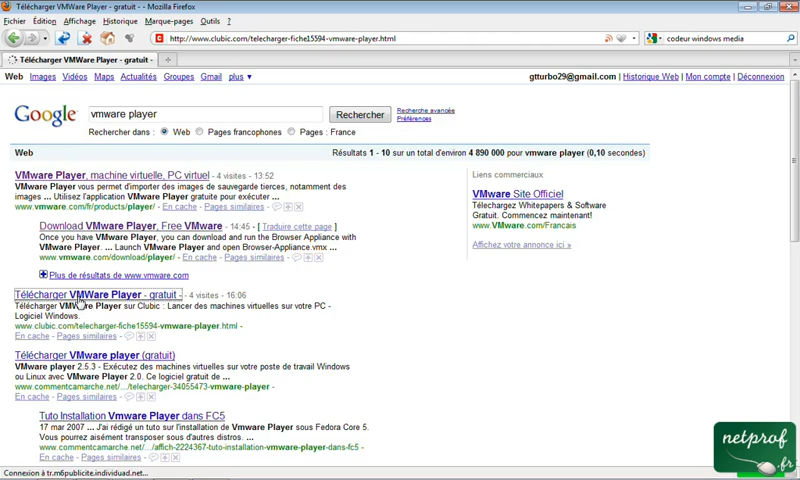 Télécharger VMWare Player - gratuit - - Mozilla Firefox
Fichier Édition Affichage Historique Marque-pages Outils ?
http://www.clubic.com/telecharger-fiche15594-vmware-player.html
codeur windows media
Télécharger VMWare Player - gratuit -
Web Images Vidéos Maps Actualités Groupes Gmail plus ▼
gtturbo29@gmail.com | Historique Web | Mon compte | Déconnexion
Google
vmware player
Rechercher
Recherche avancée
Préférences
Rechercher dans : Web Pages francophones Pages : France
Web
Résultats 1 - 10 sur un total d'environ 4 890 000 pour vmware player (0,10 secondes)
VMware Player, machine virtuelle, PC virtuel - 4 visites - 13:52
VMware Player vous permet d'importer des images de sauvegarde tierces, notamment des
images ... Utilisez l'application VMware Player gratuite pour exécuter ...
www.vmware.com/fr/products/player/ - En cache - Pages similaires -
Download VMware Player, Free VMware - 14:45 - [ Traduire cette page ]
Once you have VMware Player, you can download and run the Browser Appliance with
VMware Player. ... Launch VMware Player and open Browser-Appliance.vmx ...
www.vmware.com/download/player/ - En cache - Pages similaires -
Plus de résultats de www.vmware.com
Télécharger VMWare Player - gratuit - - 4 visites - 16:06
Télécharger VMWare Player sur Clubic : Lancer des machines virtuelles sur votre PC -
Logiciel Windows.
www.clubic.com/telecharger-fiche15594-vmware-player.html -
En cache - Pages similaires -
Télécharger VMware player (gratuit)
VMware player 2.5.3 - Exécutez des machines virtuelles sur votre poste de travail Windows
ou Linux avec VMware Player 2.0. Ce logiciel gratuit de ...
www.commentcamarche.net/.../telecharger-34055473-vmware-player -
En cache - Pages similaires -
Tuto Installation Vmware Player dans FC5
17 mar 2007 ... J'ai rédigé un tuto sur l'installation de Vmware Player sous Fedora Core 5.
Vous pourrez aisément transposer sous d'autres distros. ...
www.commentcamarche.net/.../affich-2224367-tuto-installation-vmware-player-dans-fc5 -
En cache - Pages similaires -
Liens commerciaux
VMware Site Officiel
Télechargez Whitepapers & Software
Gratuit. Commencez maintenant!
www.VMware.com/Francais
Affichez votre annonce ici »
netprof
.fr
Connexion à tr.m6publicite.individuad.net...